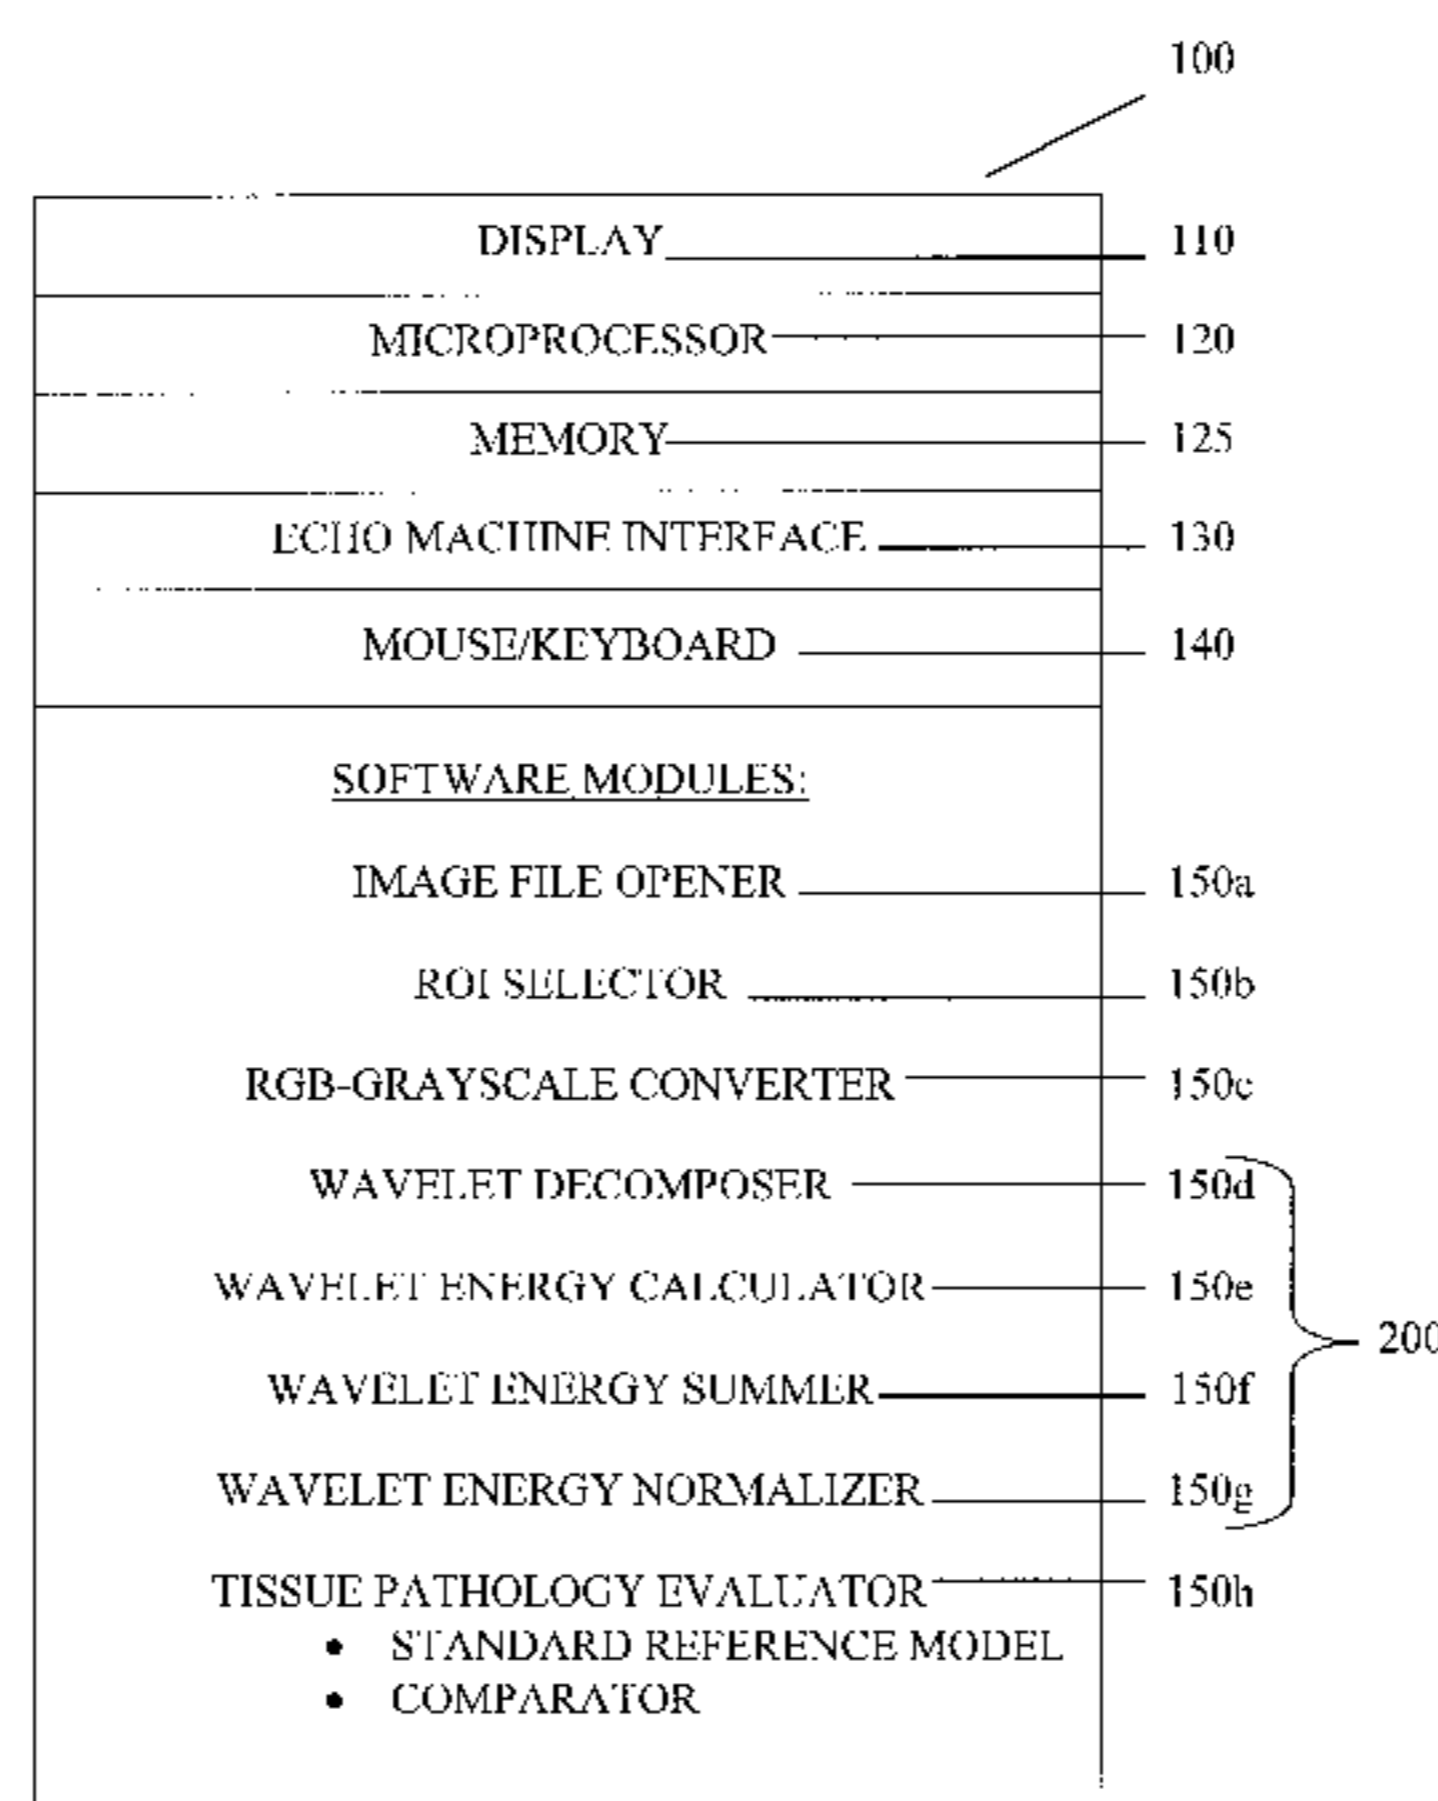 100
DISPLAY 110
MICROPROCESSOR 120
MEMORY 125
ECHO MACHINE INTERFACE 130
MOUSE/KEYBOARD 140
SOFTWARE MODULES:
IMAGE FILE OPENER 150a
ROI SELECTOR 150b
RGB-GRAYSCALE CONVERTER 150c
WAVELET DECOMPOSER 150d
WAVELET ENERGY CALCULATOR 150e
200
WAVELET ENERGY SUMMER 150f
WAVELET ENERGY NORMALIZER 150g
TISSUE PATHOLOGY EVALUATOR 150h
• STANDARD REFERENCE MODEL
• COMPARATOR